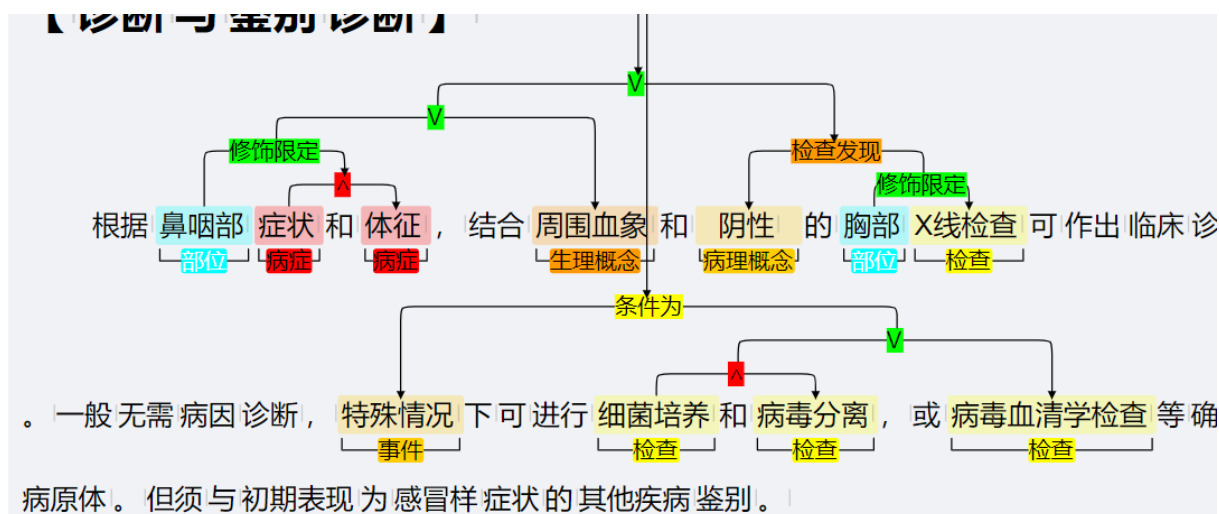 【诊断与鉴别诊断】
V
V
修饰限定 检查发现
^ 修饰限定
根据鼻咽部症状和体征，结合周围血象和阴性的胸部X线检查可作出临床诊
部位 病症 病症 生理概念 病理概念 部位 检查
条件为
V
^
。一般无需病因诊断，特殊情况下可进行细菌培养和病毒分离，或病毒血清学检查等确
事件 检查 检查 检查
病原体。但须与初期表现为感冒样症状的其他疾病鉴别。